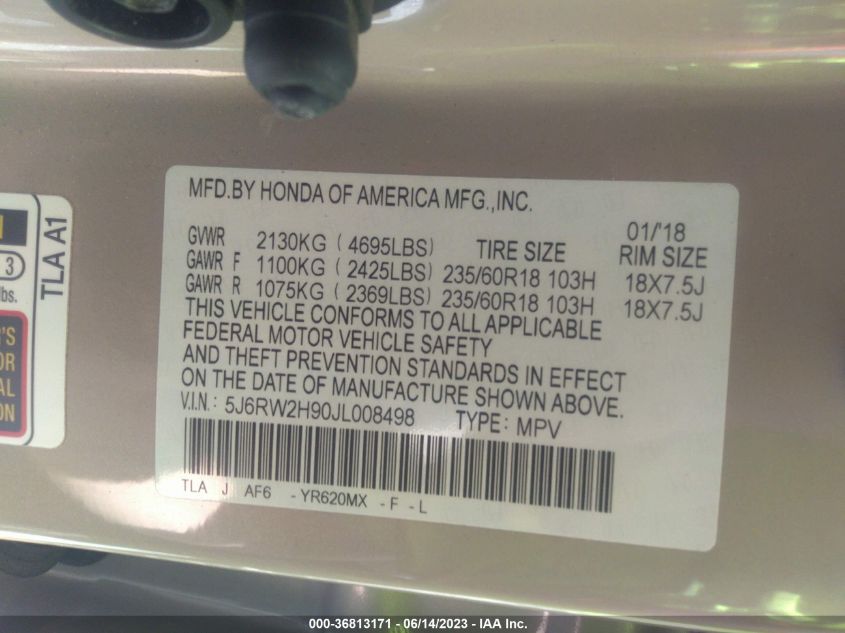 MFD.BY HONDA OF AMERICA MFG.,INC.
01/'18
GVWR 2130KG ( 4695LBS) TIRE SIZE RIM SIZE
GAWR F 1100KG ( 2425LBS) 235/60R18 103H 18X7.5J
GAWR R 1075KG ( 2369LBS) 235/60R18 103H 18X7.5J
THIS VEHICLE CONFORMS TO ALL APPLICABLE
FEDERAL MOTOR VEHICLE SAFETY
AND THEFT PREVENTION STANDARDS IN EFFECT
ON THE DATE OF MANUFACTURE SHOWN ABOVE.
V.I.N.: 5J6RW2H90JL008498 TYPE: MPV
TLA J AF6 -YR620MX -F -L
TLA A1
3
lbs.
000-36813171 - 06/14/2023 - IAA Inc.